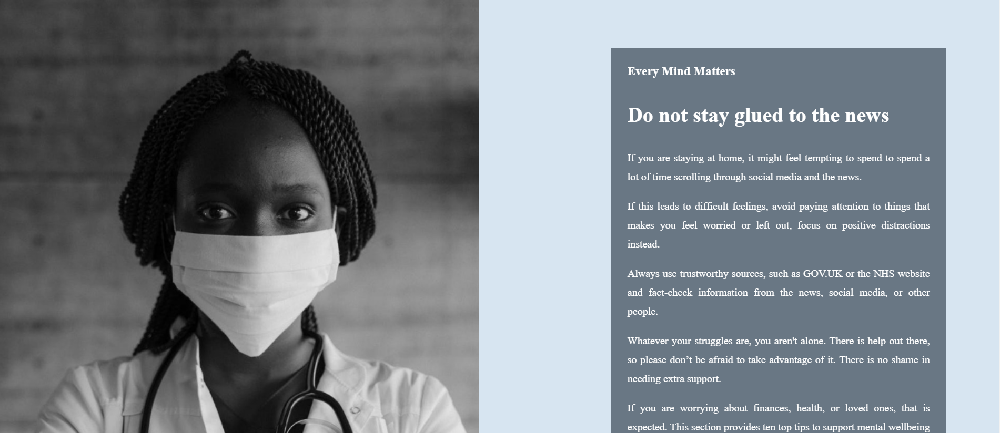 Every Mind Matters
Do not stay glued to the news
If you are staying at home, it might feel tempting to spend to spend a
lot of time scrolling through social media and the news.
If this leads to difficult feelings, avoid paying attention to things that
makes you feel worried or left out, focus on positive distractions
instead.
Always use trustworthy sources, such as GOV.UK or the NHS website
and fact-check information from the news, social media, or other
people.
Whatever your struggles are, you aren't alone. There is help out there,
so please don’t be afraid to take advantage of it. There is no shame in
needing extra support.
If you are worrying about finances, health, or loved ones, that is
expected. This section provides ten top tips to support mental wellbeing